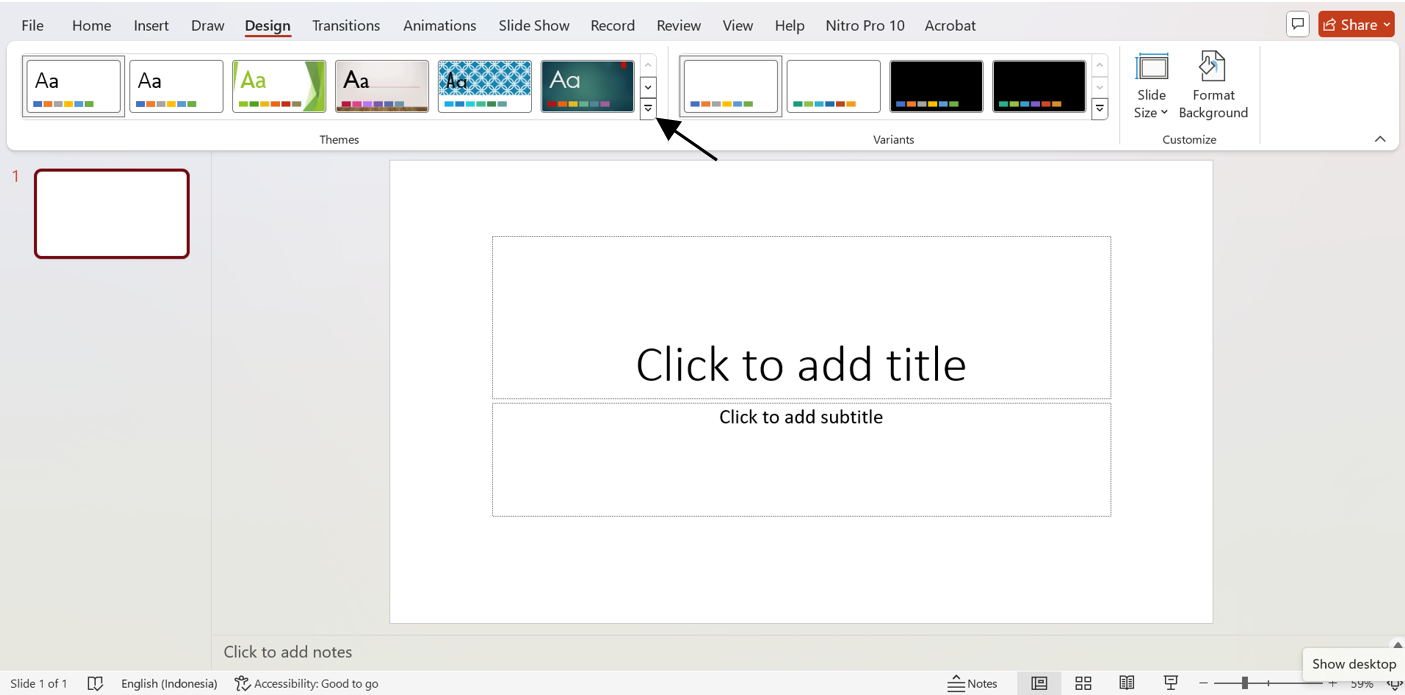 File Home Insert Draw Design Transitions Animations Slide Show Record Review View Help Nitro Pro 10 Acrobat Share
Aa Aa Aa Aa Aa Aa
Slide
Size
Format
Background
Themes Variants Customize
1
Click to add title
Click to add subtitle
Click to add notes
Show desktop
Slide 1 of 1 English (Indonesia) Accessibility: Good to go Notes 59%